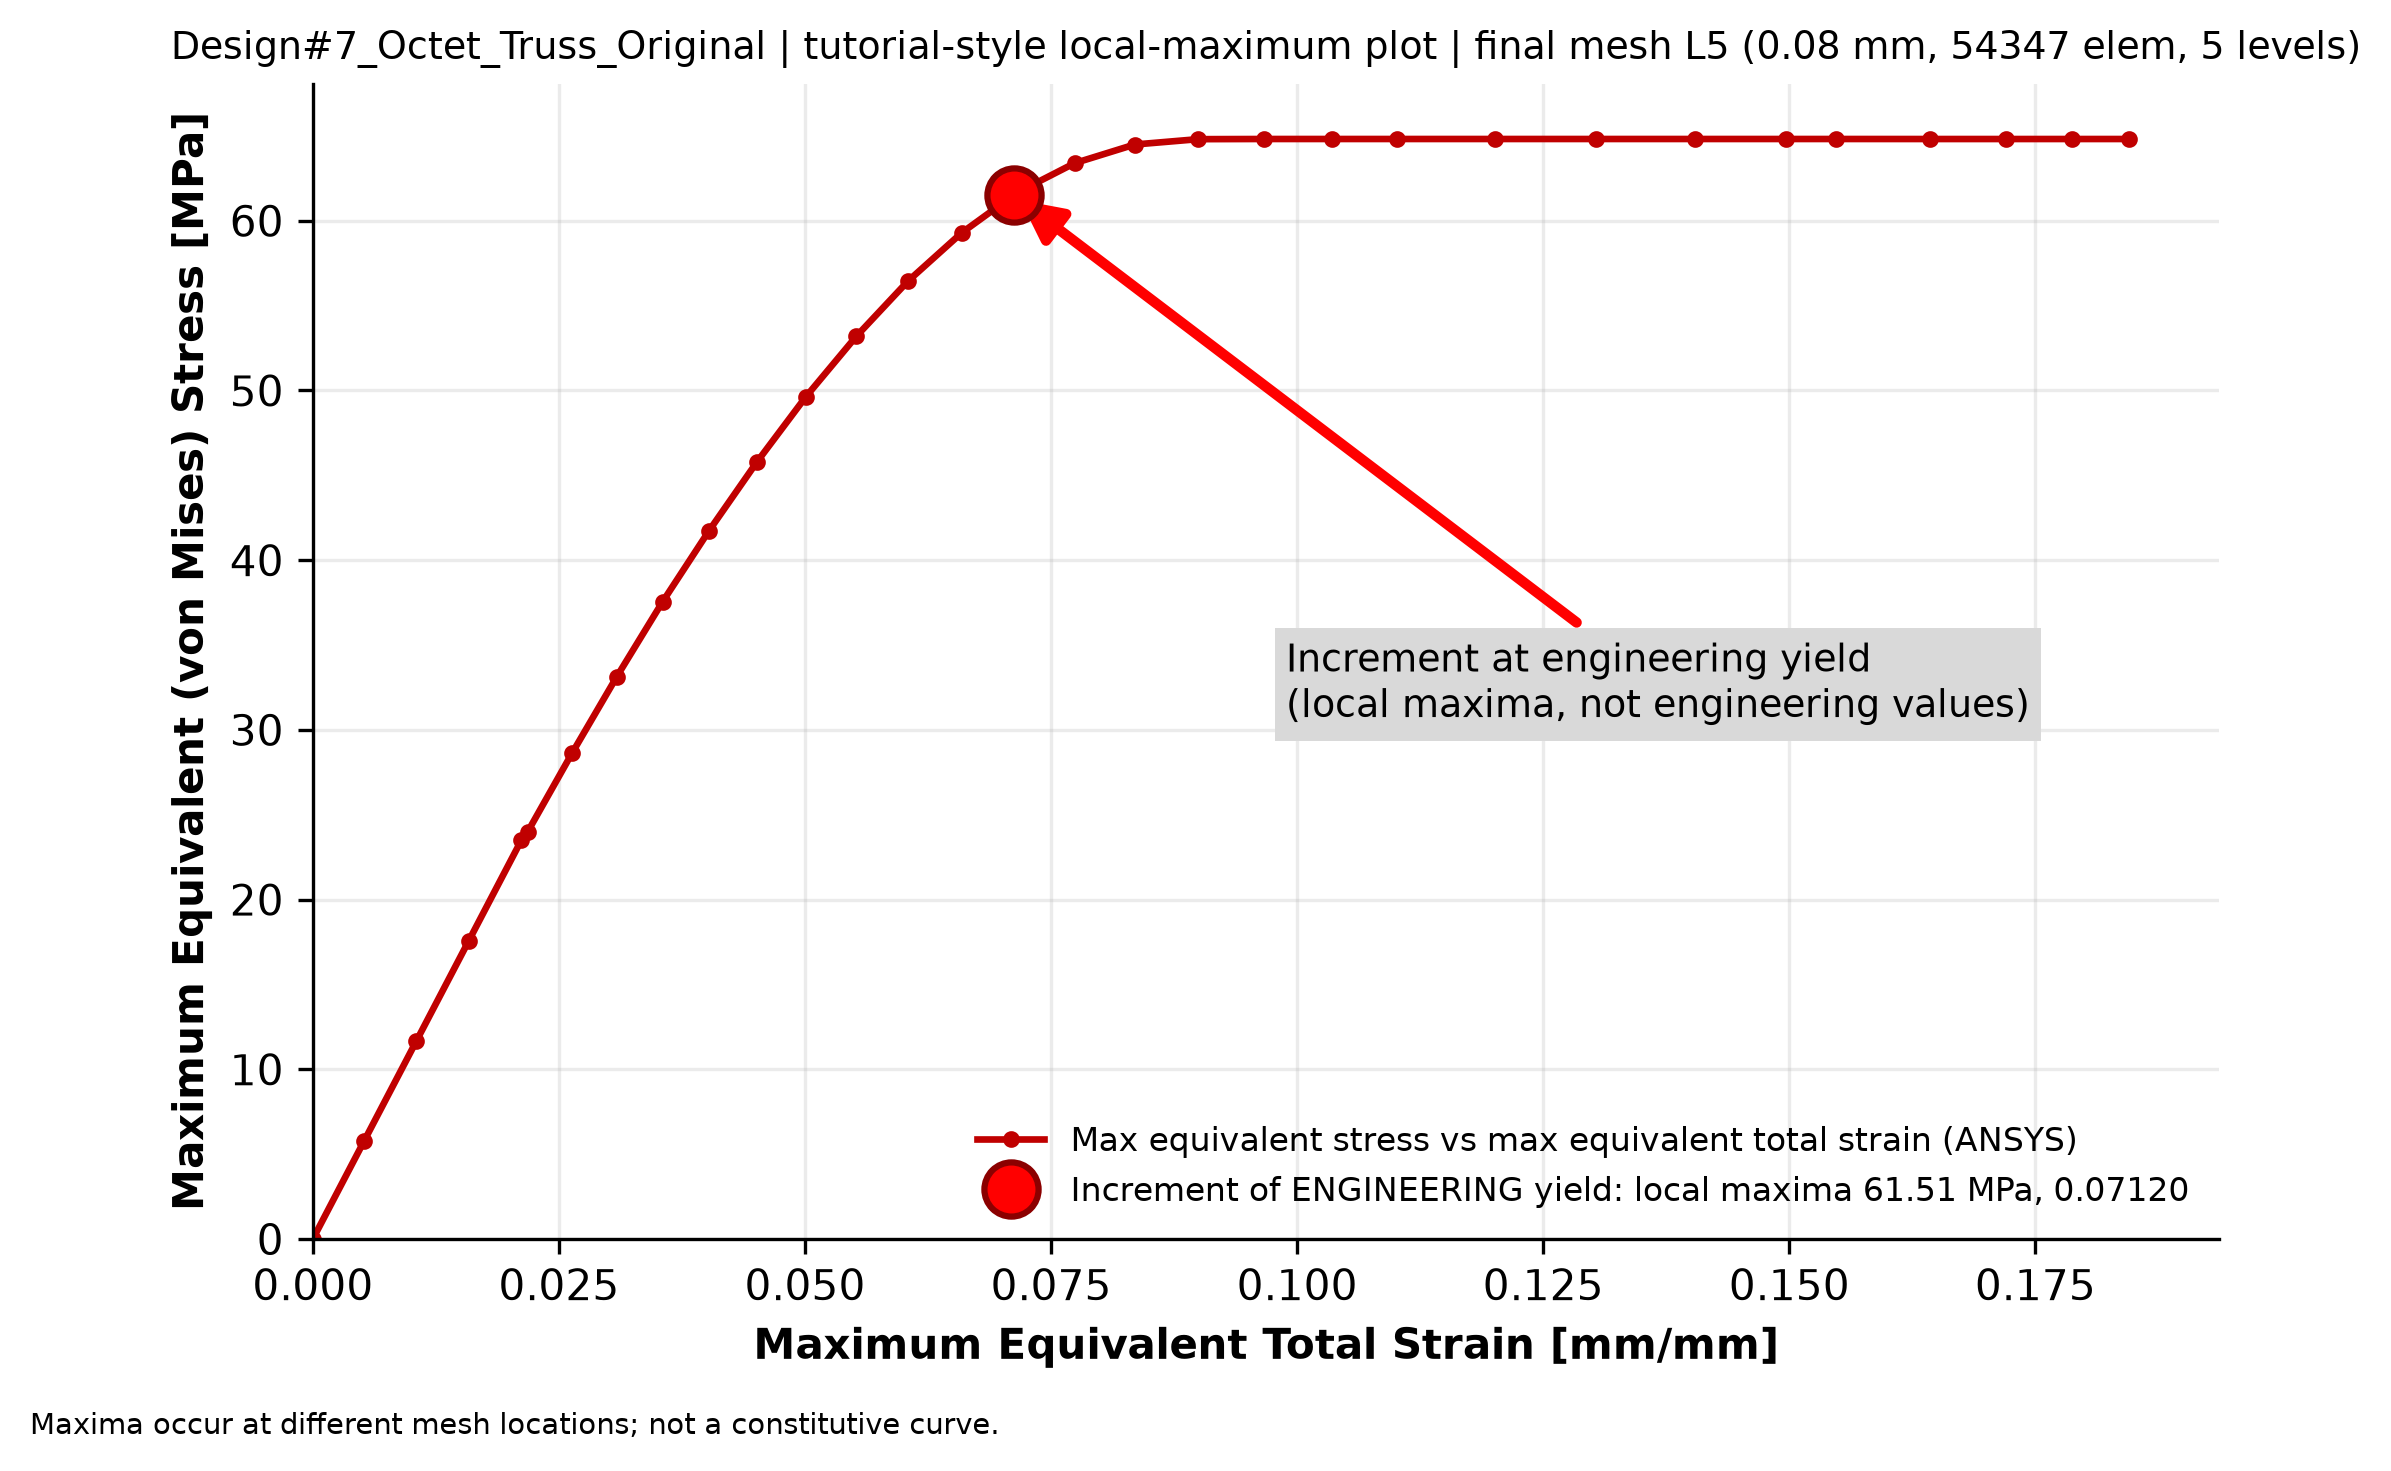 Design#7_Octet_Truss_Original | tutorial-style local-maximum plot | final mesh L5 (0.08 mm, 54347 elem, 5 levels)
Maximum Equivalent (von Mises) Stress [MPa]
60
50
40
30
20
10
0
Increment at engineering yield
(local maxima, not engineering values)
Max equivalent stress vs max equivalent total strain (ANSYS)
Increment of ENGINEERING yield: local maxima 61.51 MPa, 0.07120
0.000 0.025 0.050 0.075 0.100 0.125 0.150 0.175
Maximum Equivalent Total Strain [mm/mm]
Maxima occur at different mesh locations; not a constitutive curve.